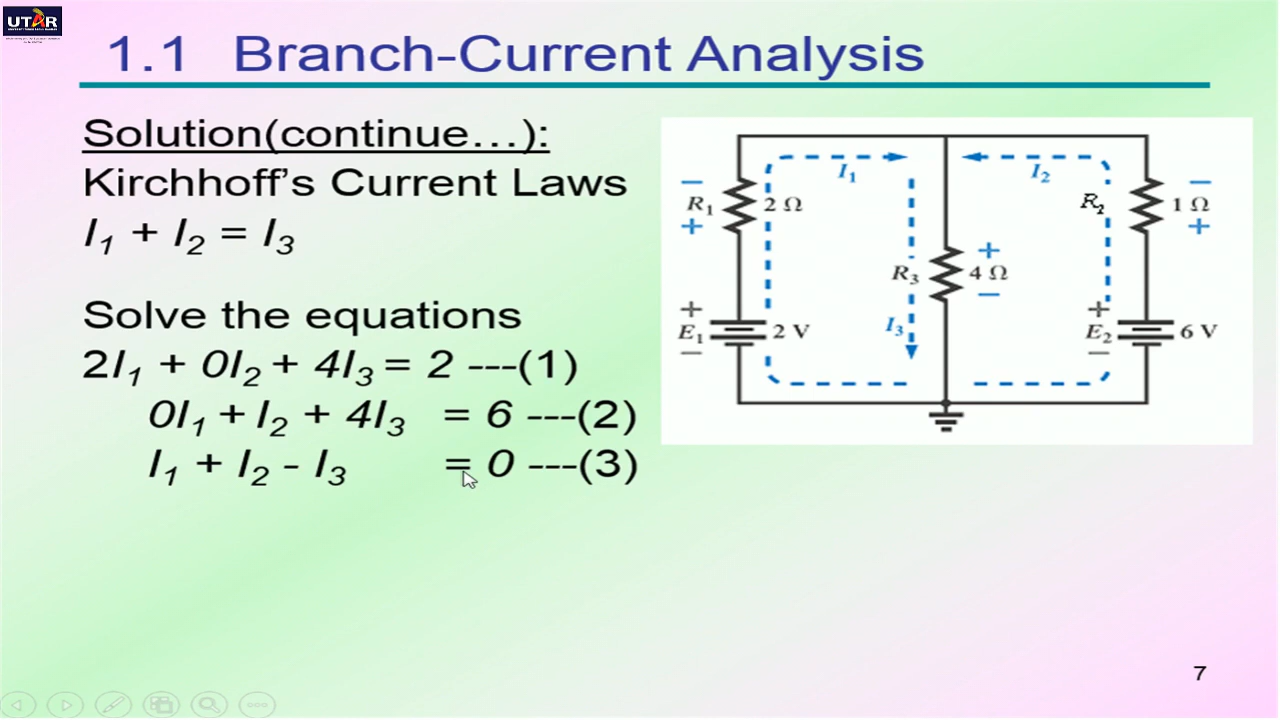 UTAR
1.1 Branch-Current Analysis
Solution(continue…):
Kirchhoff's Current Laws
I1 + I2 = I3
Solve the equations
2I1 + 0I2 + 4I3 = 2 ---(1)
0I1 + I2 + 4I3 = 6 ---(2)
I1 + I2 - I3 = 0 ---(3)
I1
I2
−
R1
2 Ω
+
R2
1 Ω
−
+
+
R3
4 Ω
−
+
E1
2 V
−
I3
+
E2
6 V
−
7